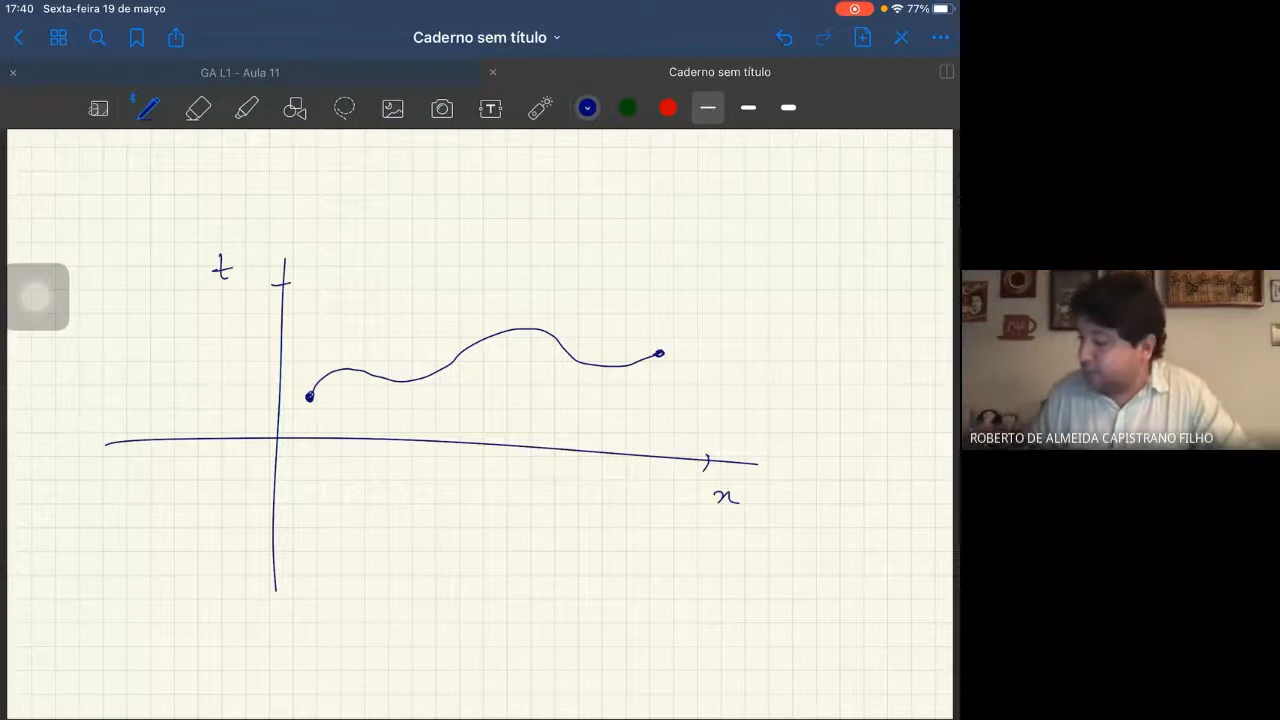 17:40 Sexta-feira 19 de março
77%
Caderno sem título
GA L1 - Aula 11
Caderno sem título
T
t
x
ROBERTO DE ALMEIDA CAPISTRANO FILHO